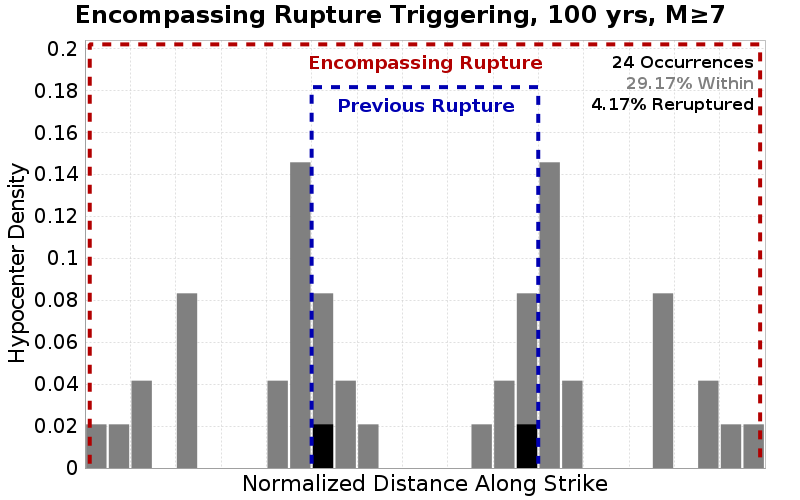 Encompassing Rupture Triggering, 100 yrs, M≥7
Encompassing Rupture
Previous Rupture
24 Occurrences
29.17% Within
4.17% Reruptured
Hypocenter Density
0.2
0.18
0.16
0.14
0.12
0.1
0.08
0.06
0.04
0.02
0
Normalized Distance Along Strike